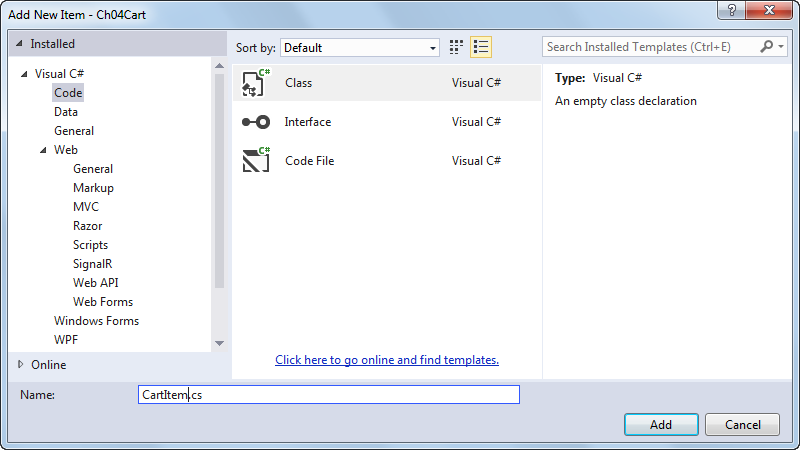 Add New Item - Ch04Cart
?
Installed
Sort by: Default
Search Installed Templates (Ctrl+E)
Visual C#
Code
Data
General
Web
General
Markup
MVC
Razor
Scripts
SignalR
Web API
Web Forms
Windows Forms
WPF
Online
C# Class Visual C#
Interface Visual C#
C# Code File Visual C#
Click here to go online and find templates.
Type: Visual C#
An empty class declaration
Name: CartItem.cs
Add Cancel